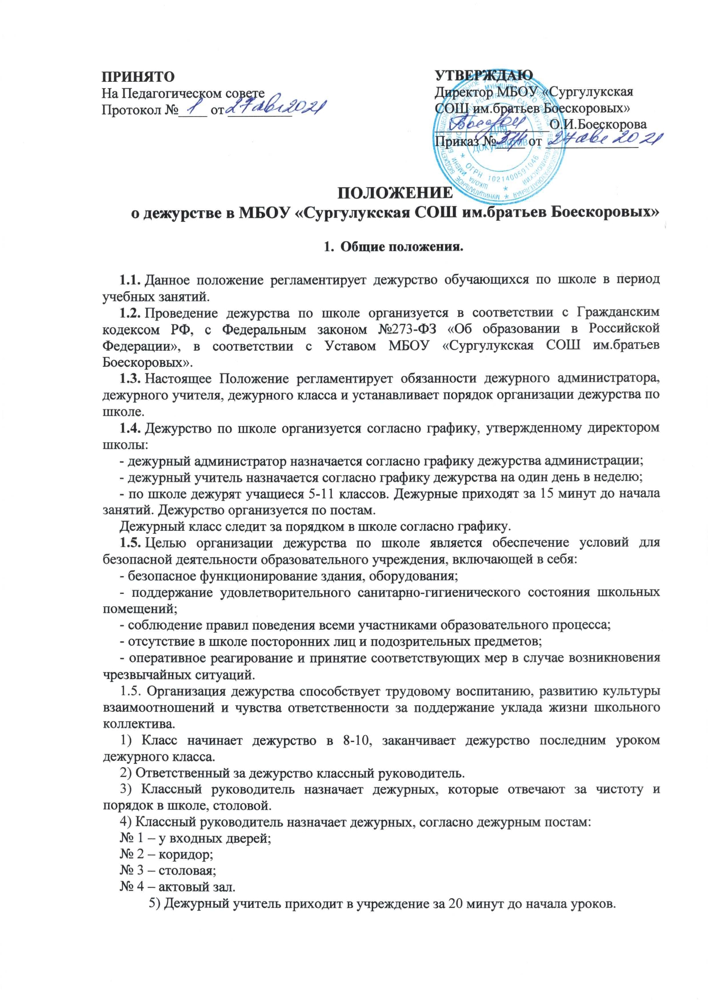 ПРИНЯТО
На Педагогическом совете
Протокол № 1 от 27 авг 2021
УТВЕРЖДАЮ
Директор МБОУ «Сургулукская
СОШ им.братьев Боескоровых»
О.И.Боескорова
Приказ № от 27 авг 2021
Для
документов
ОГРН 1021400591046
ПОЛОЖЕНИЕ
о дежурстве в МБОУ «Сургулукская СОШ им.братьев Боескоровых»
1. Общие положения.
1.1. Данное положение регламентирует дежурство обучающихся по школе в период
учебных занятий.
1.2. Проведение дежурства по школе организуется в соответствии с Гражданским
кодексом РФ, с Федеральным законом №273-ФЗ «Об образовании в Российской
Федерации», в соответствии с Уставом МБОУ «Сургулукская СОШ им.братьев
Боескоровых».
1.3. Настоящее Положение регламентирует обязанности дежурного администратора,
дежурного учителя, дежурного класса и устанавливает порядок организации дежурства по
школе.
1.4. Дежурство по школе организуется согласно графику, утвержденному директором
школы:
- дежурный администратор назначается согласно графику дежурства администрации;
- дежурный учитель назначается согласно графику дежурства на один день в неделю;
- по школе дежурят учащиеся 5-11 классов. Дежурные приходят за 15 минут до начала
занятий. Дежурство организуется по постам.
Дежурный класс следит за порядком в школе согласно графику.
1.5. Целью организации дежурства по школе является обеспечение условий для
безопасной деятельности образовательного учреждения, включающей в себя:
- безопасное функционирование здания, оборудования;
- поддержание удовлетворительного санитарно-гигиенического состояния школьных
помещений;
- соблюдение правил поведения всеми участниками образовательного процесса;
- отсутствие в школе посторонних лиц и подозрительных предметов;
- оперативное реагирование и принятие соответствующих мер в случае возникновения
чрезвычайных ситуаций.
1.5. Организация дежурства способствует трудовому воспитанию, развитию культуры
взаимоотношений и чувства ответственности за поддержание уклада жизни школьного
коллектива.
1) Класс начинает дежурство в 8-10, заканчивает дежурство последним уроком
дежурного класса.
2) Ответственный за дежурство классный руководитель.
3) Классный руководитель назначает дежурных, которые отвечают за чистоту и
порядок в школе, столовой.
4) Классный руководитель назначает дежурных, согласно дежурным постам:
№ 1 – у входных дверей;
№ 2 – коридор;
№ 3 – столовая;
№ 4 – актовый зал.
5) Дежурный учитель приходит в учреждение за 20 минут до начала уроков.